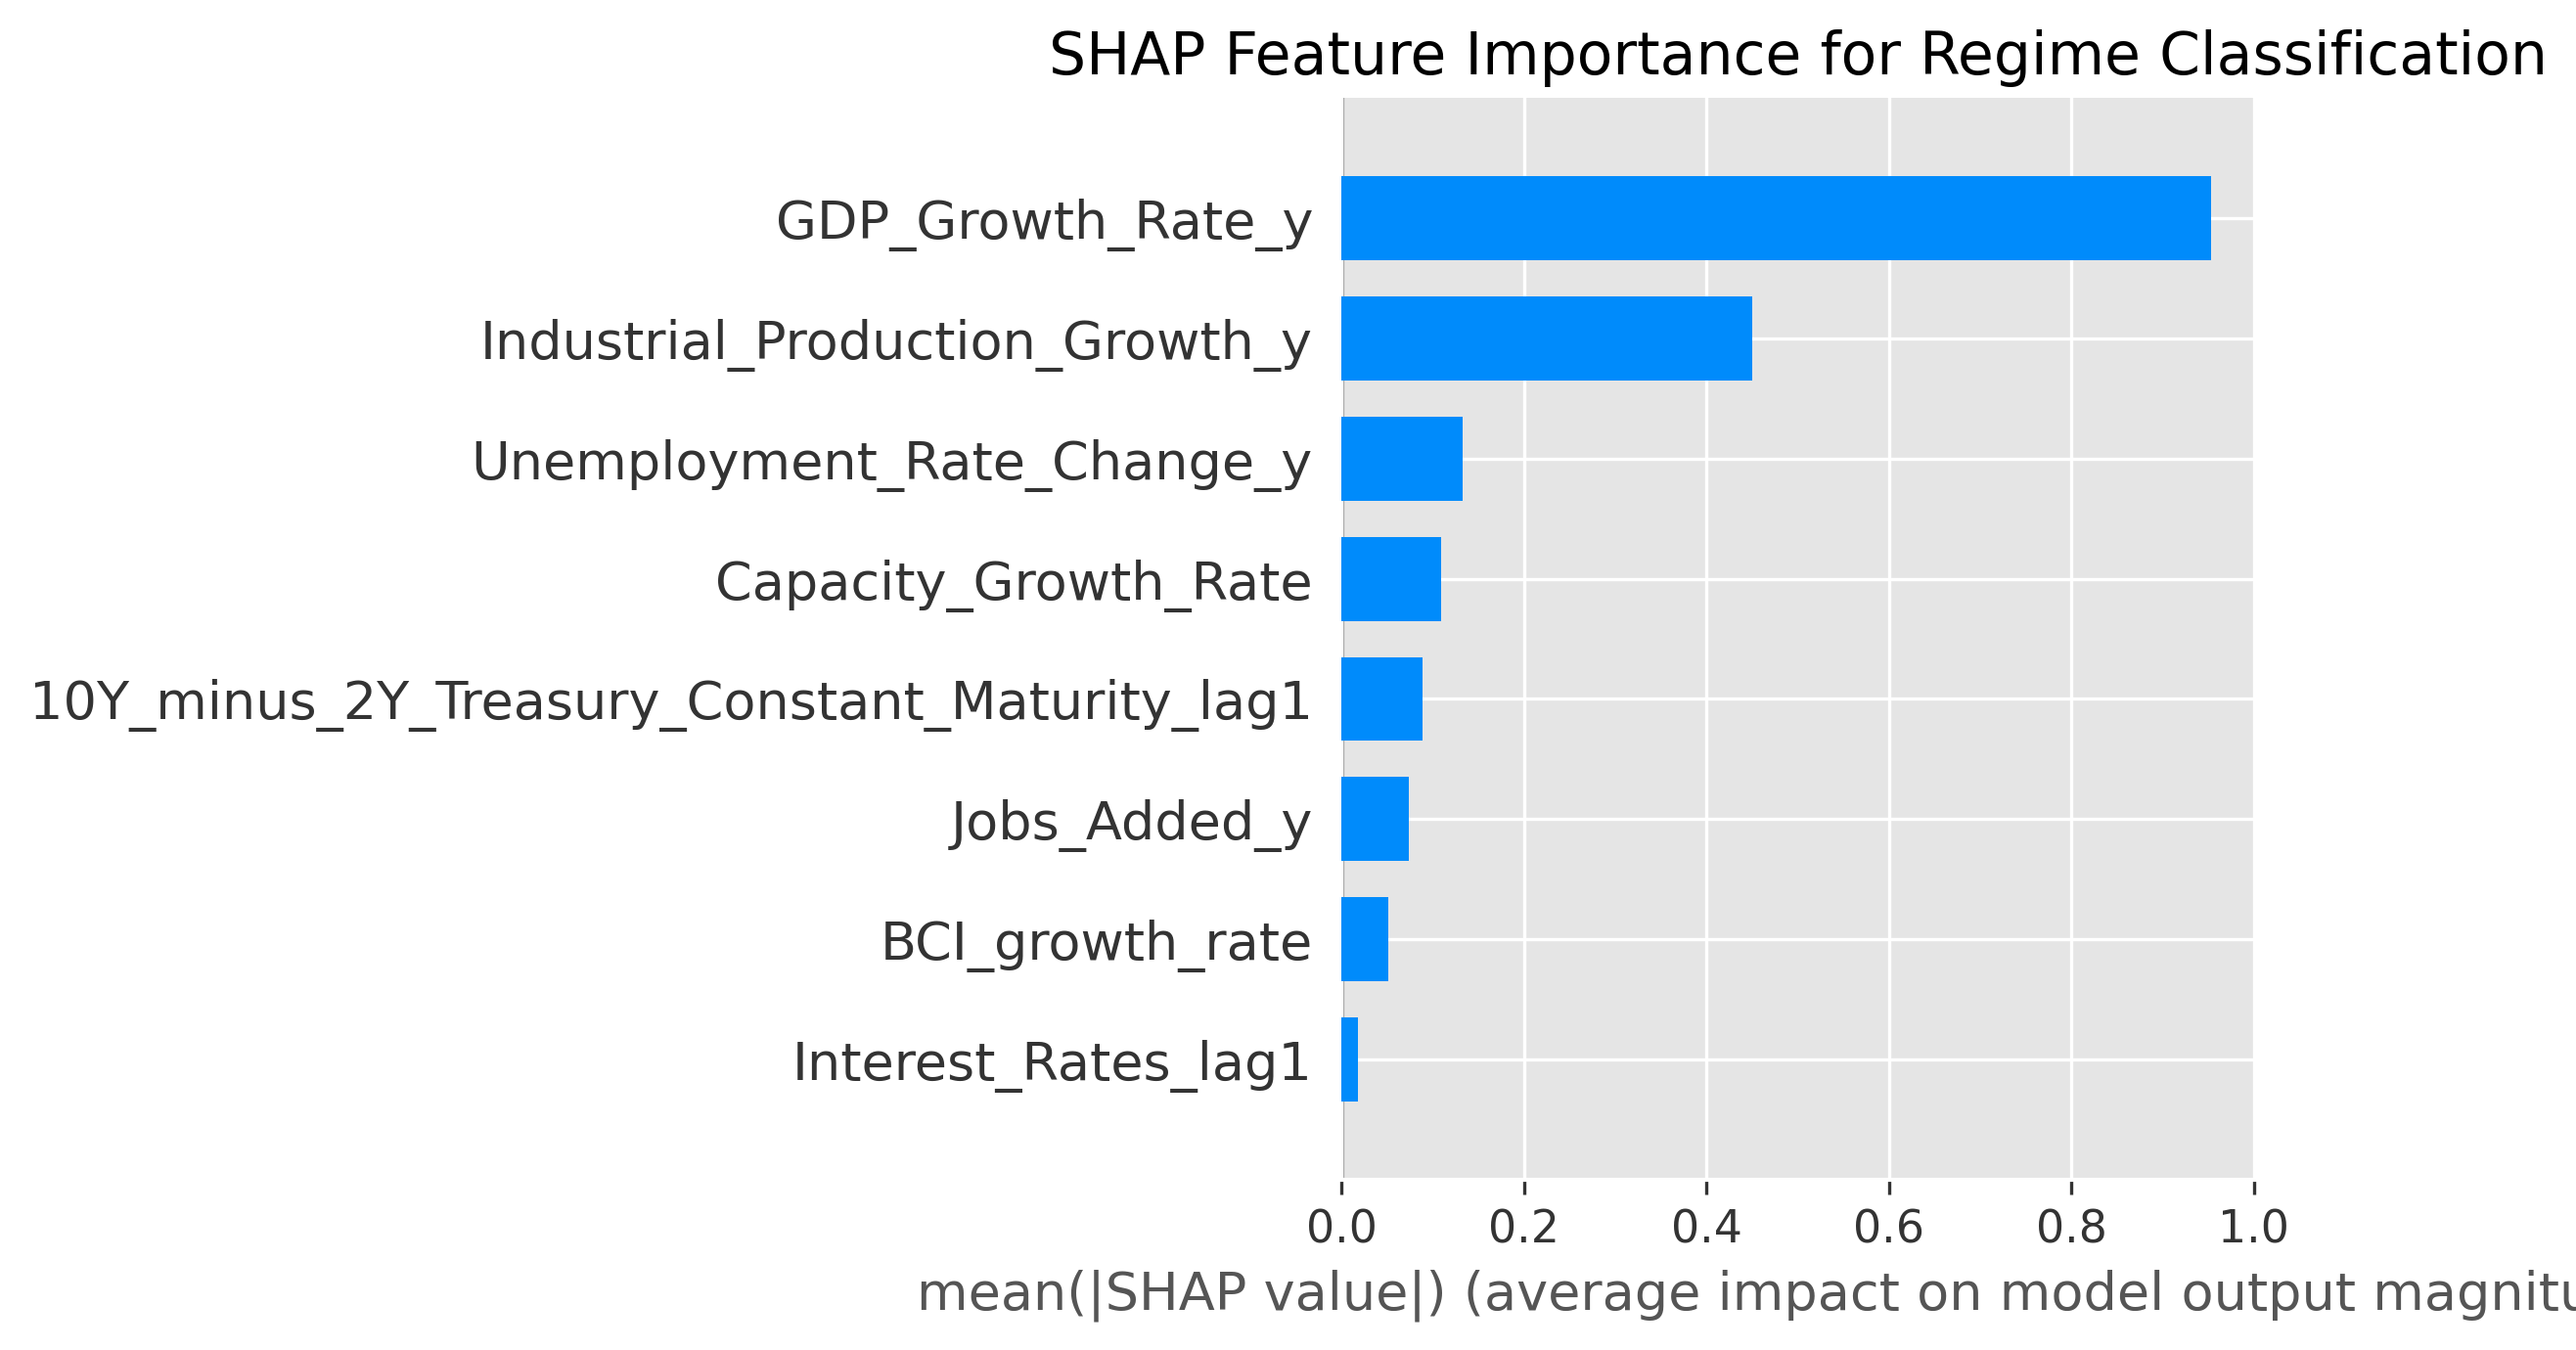 SHAP Feature Importance for Regime Classification
GDP_Growth_Rate_y
Industrial_Production_Growth_y
Unemployment_Rate_Change_y
Capacity_Growth_Rate
10Y_minus_2Y_Treasury_Constant_Maturity_lag1
Jobs_Added_y
BCI_growth_rate
Interest_Rates_lag1
0.0 0.2 0.4 0.6 0.8 1.0
mean(|SHAP value|) (average impact on model output magnitu